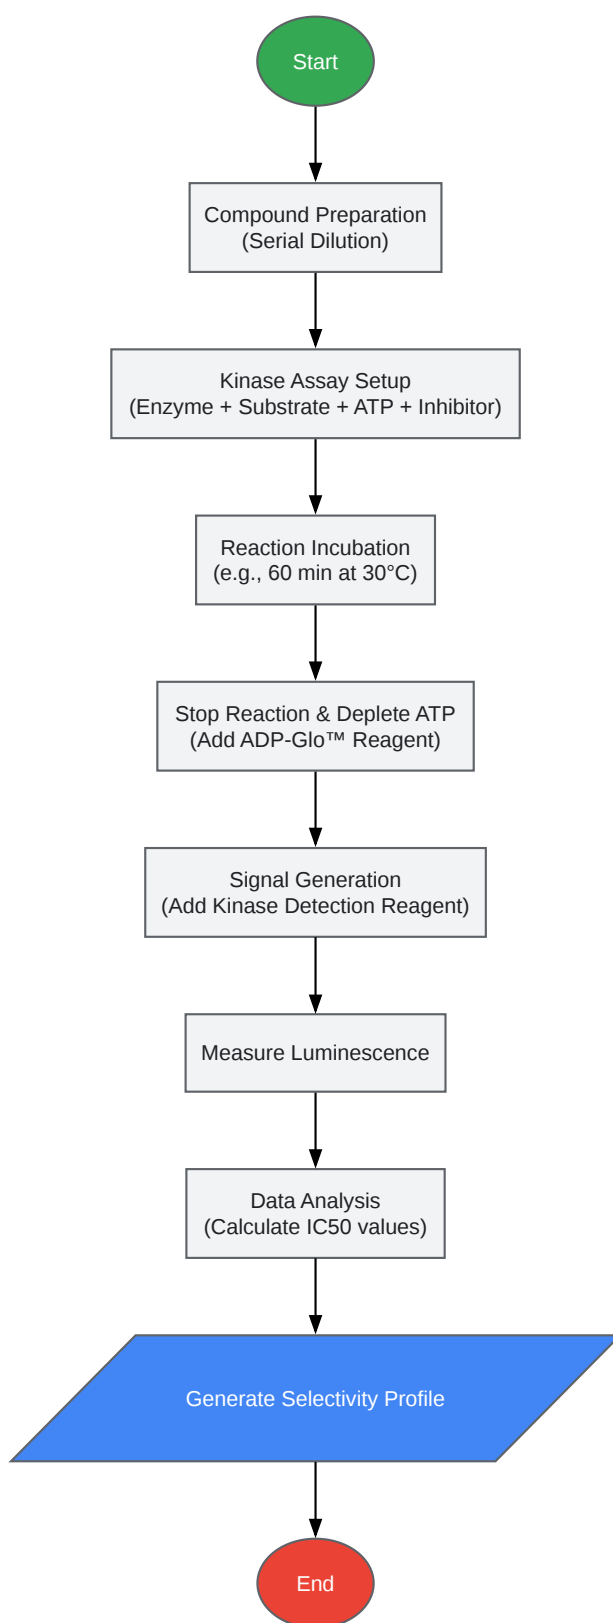 Start
Compound Preparation
(Serial Dilution)
Kinase Assay Setup
(Enzyme + Substrate + ATP + Inhibitor)
Reaction Incubation
(e.g., 60 min at 30°C)
Stop Reaction & Deplete ATP
(Add ADP-Glo™ Reagent)
Signal Generation
(Add Kinase Detection Reagent)
Measure Luminescence
Data Analysis
(Calculate IC50 values)
Generate Selectivity Profile
End